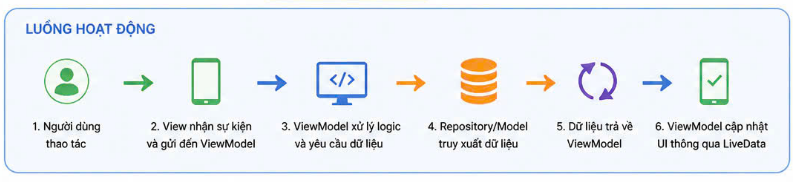 LUỒNG HOẠT ĐỘNG
</>
1. Người dùng
thao tác
2. View nhận sự kiện
và gửi đến ViewModel
3. ViewModel xử lý logic
và yêu cầu dữ liệu
4. Repository/Model
truy xuất dữ liệu
5. Dữ liệu trả về
ViewModel
6. ViewModel cập nhật
UI thông qua LiveData